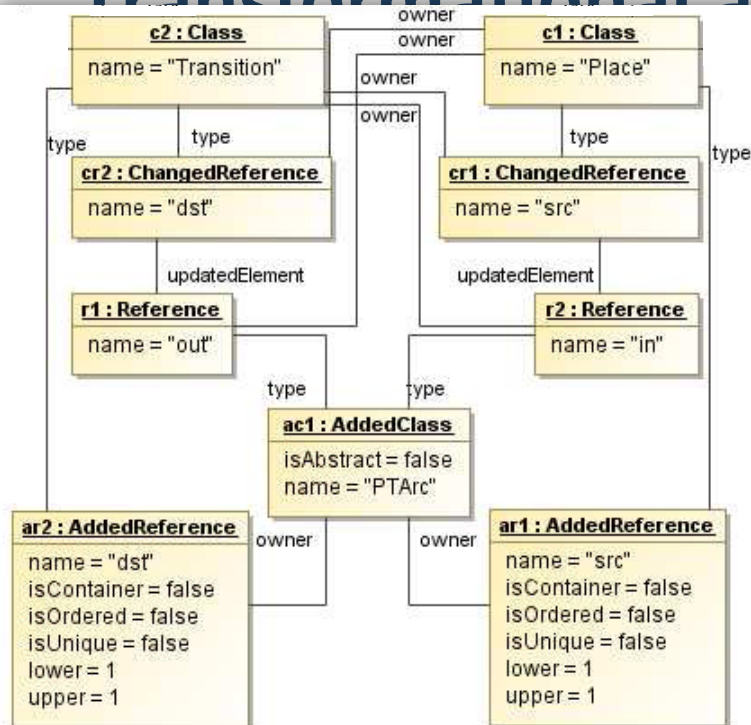 owner
c2 : Class
name = "Transition"
c1 : Class
name = "Place"
owner
owner
owner
type
type
type
type
cr2 : ChangedReference
name = "dst"
cr1 : ChangedReference
name = "src"
updatedElement
updatedElement
r1 : Reference
name = "out"
r2 : Reference
name = "in"
type
type
ac1 : AddedClass
isAbstract = false
name = "PTArc"
owner
owner
ar2 : AddedReference
name = "dst"
isContainer = false
isOrdered = false
isUnique = false
lower = 1
upper = 1
ar1 : AddedReference
name = "src"
isContainer = false
isOrdered = false
isUnique = false
lower = 1
upper = 1